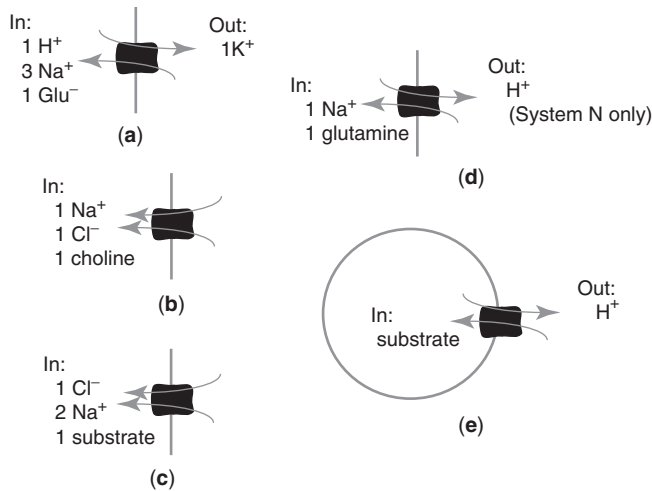 In:
1 H⁺
3 Na⁺
1 Glu⁻
Out:
1K⁺
(a)
In:
1 Na⁺
1 Cl⁻
1 choline
(b)
In:
1 Cl⁻
2 Na⁺
1 substrate
(c)
In:
1 Na⁺
1 glutamine
Out:
H⁺
(System N only)
(d)
In:
substrate
Out:
H⁺
(e)